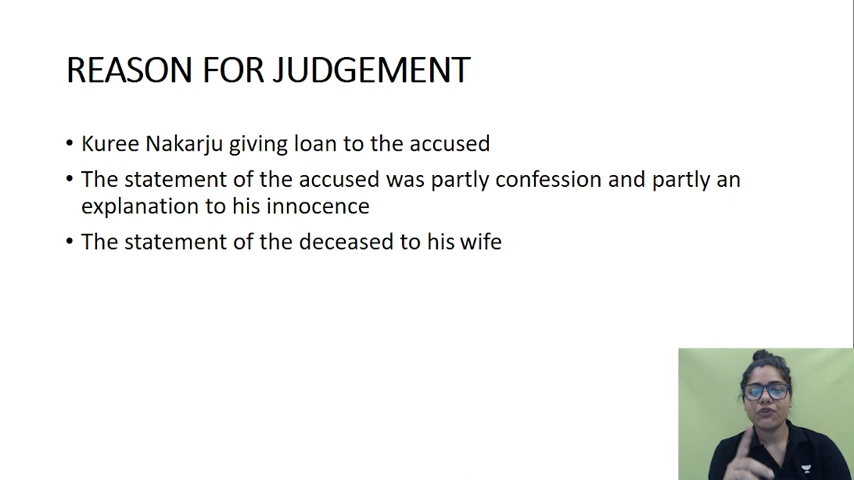 REASON FOR JUDGEMENT
• Kuree Nakarju giving loan to the accused
• The statement of the accused was partly confession and partly an
explanation to his innocence
• The statement of the deceased to his wife